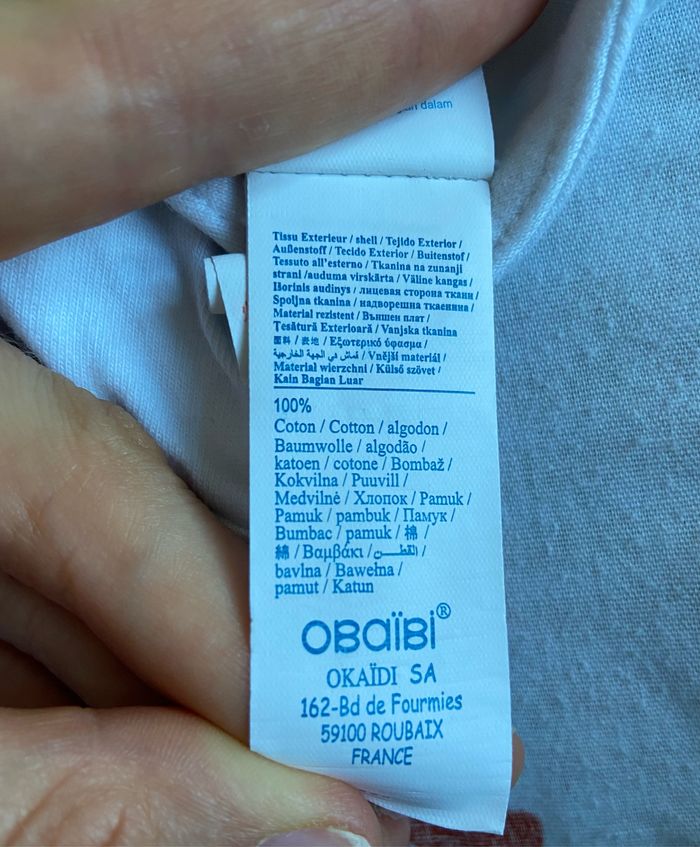 dalam
Tissu Exterieur / shell / Tejido Exterior /
Außenstoff / Tecido Exterior / Buitenstof /
Tessuto all'esterno / Tkanina na zunanji
strani /auduma virskārta / Väline kangas /
Išorinis audinys / лицевая сторона ткани /
Spoljna tkanina / надворешна ткаенина /
Material rezistent / Външен плат /
Ţesătură Exterioară / Vanjska tkanina
面料 / 表地 / Εξωτερικό ύφασμα /
قماش في الجهة الخارجية / Vnější materiál /
Materiał wierzchni / Külső szövet /
Kain Bagian Luar
100%
Coton / Cotton / algodon /
Baumwolle / algodão /
katoen / cotone / Bombaž /
Kokvilna / Puuvill /
Medvilnė / Хлопок / Pamuk /
Pamuk / pambuk / Памук /
Bumbac / pamuk / 棉 /
綿 / Βαμβάκι / القطن /
bavlna / Bawełna /
pamut / Katun
OBaïBi®
OKAÏDI SA
162-Bd de Fourmies
59100 ROUBAIX
FRANCE